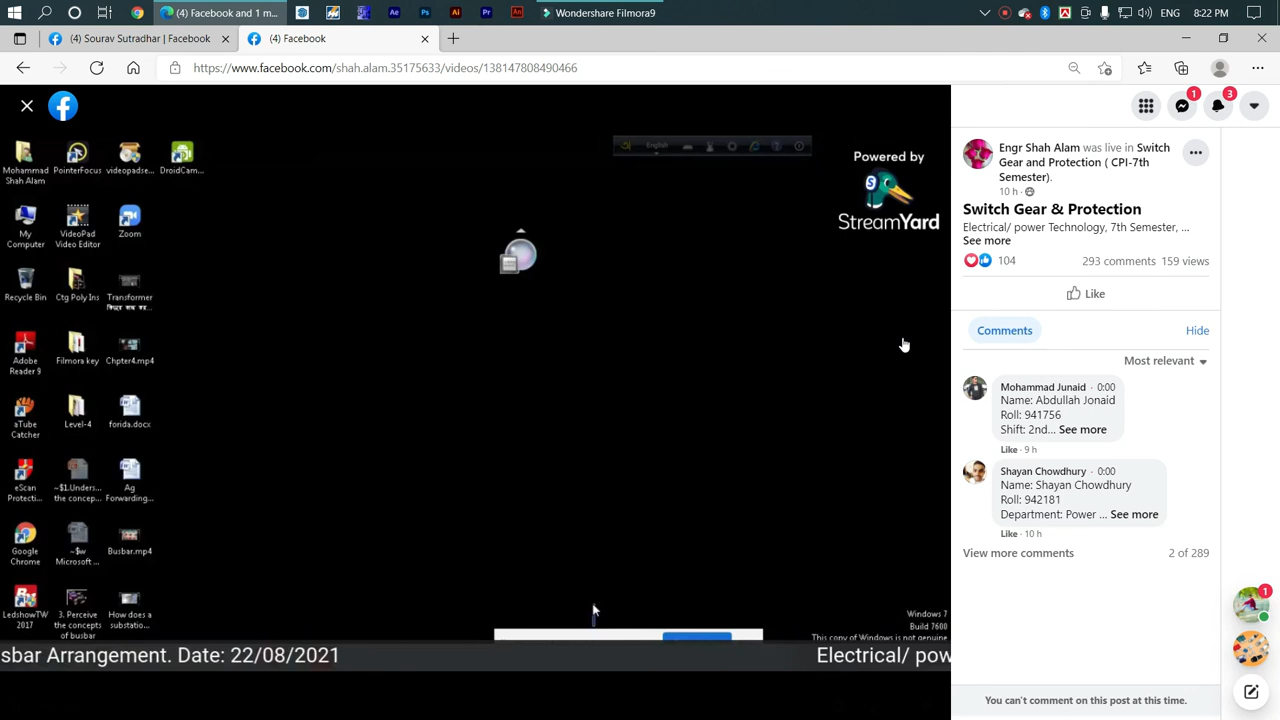 (4) Facebook and 1 m...
Wondershare Filmora9
ENG
8:22 PM
(4) Sourav Sutradhar | Facebook
(4) Facebook
https://www.facebook.com/shah.alam.35175633/videos/138147808490466
1
3
English
Powered by
StreamYard
Mohammad Shah Alam
PointerFocus
videopadse...
DroidCam...
My Computer
VideoPad Video Editor
Zoom
Recycle Bin
Ctg Poly Ins
Transformer
Adobe Reader 9
Filmora key
Chpter4.mp4
aTube Catcher
Level-4
forida.docx
eScan Protecti...
~$1.Unders... the concep...
Ag Forwarding...
Google Chrome
~$w Microsoft ...
Busbar.mp4
LedshowTW 2017
3. Perceive the concepts of busbar
How does a substatio...
Windows 7
Build 7600
This copy of Windows is not genuine
sbar Arrangement. Date: 22/08/2021
Electrical/ pow
Engr Shah Alam was live in Switch
Gear and Protection ( CPI-7th
Semester).
10 h
Switch Gear & Protection
Electrical/ power Technology, 7th Semester, ...
See more
104
293 comments 159 views
Like
Comments
Hide
Most relevant
Mohammad Junaid · 0:00
Name: Abdullah Jonaid
Roll: 941756
Shift: 2nd... See more
Like · 9 h
Shayan Chowdhury · 0:00
Name: Shayan Chowdhury
Roll: 942181
Department: Power ... See more
Like · 10 h
View more comments
2 of 289
1
You can't comment on this post at this time.